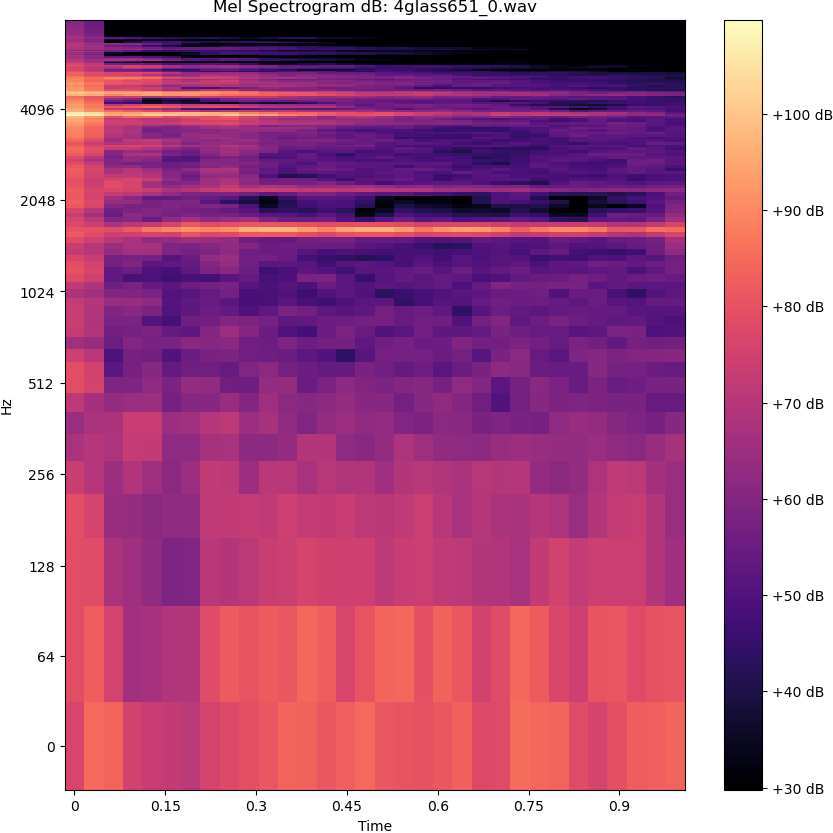 Mel Spectrogram dB: 4glass651_0.wav
4096
2048
1024
512
256
128
64
0
Hz
0
0.15
0.3
0.45
0.6
0.75
0.9
Time
+100 dB
+90 dB
+80 dB
+70 dB
+60 dB
+50 dB
+40 dB
+30 dB